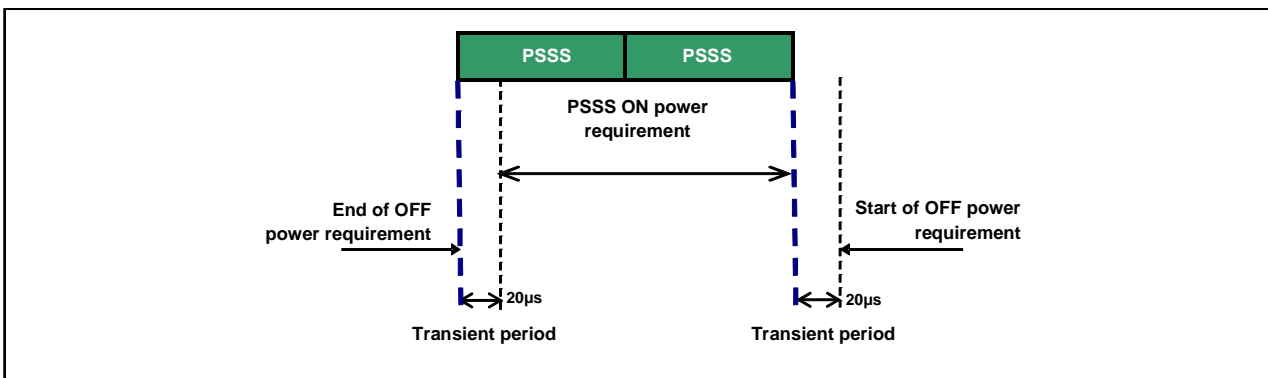 PSSS PSSS
PSSS ON power
requirement
End of OFF
power requirement
Start of OFF power
requirement
20µs
20µs
Transient period
Transient period